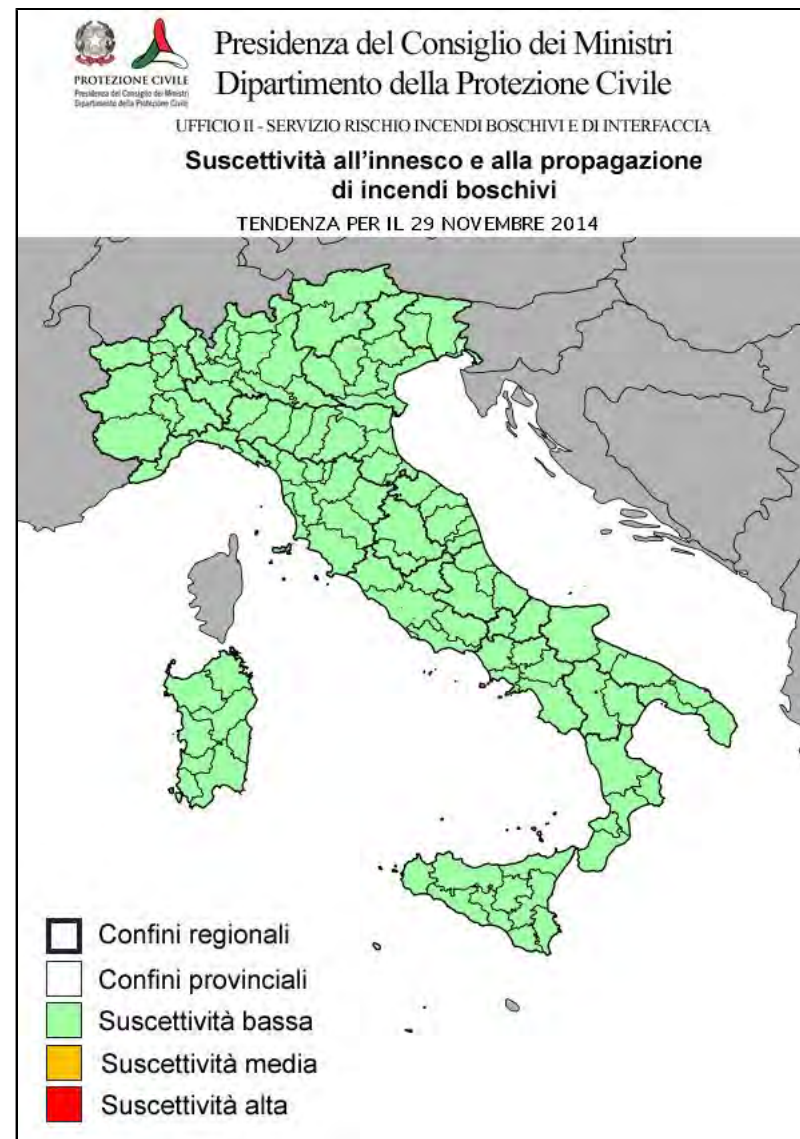 PROTEZIONE CIVILE
Presidenza del Consiglio dei Ministri
Dipartimento della Protezione Civile
Presidenza del Consiglio dei Ministri
Dipartimento della Protezione Civile
UFFICIO II - SERVIZIO RISCHIO INCENDI BOSCHIVI E DI INTERFACCIA
Suscettività all'innesco e alla propagazione
di incendi boschivi
TENDENZA PER IL 29 NOVEMBRE 2014
Confini regionali
Confini provinciali
Suscettività bassa
Suscettività media
Suscettività alta